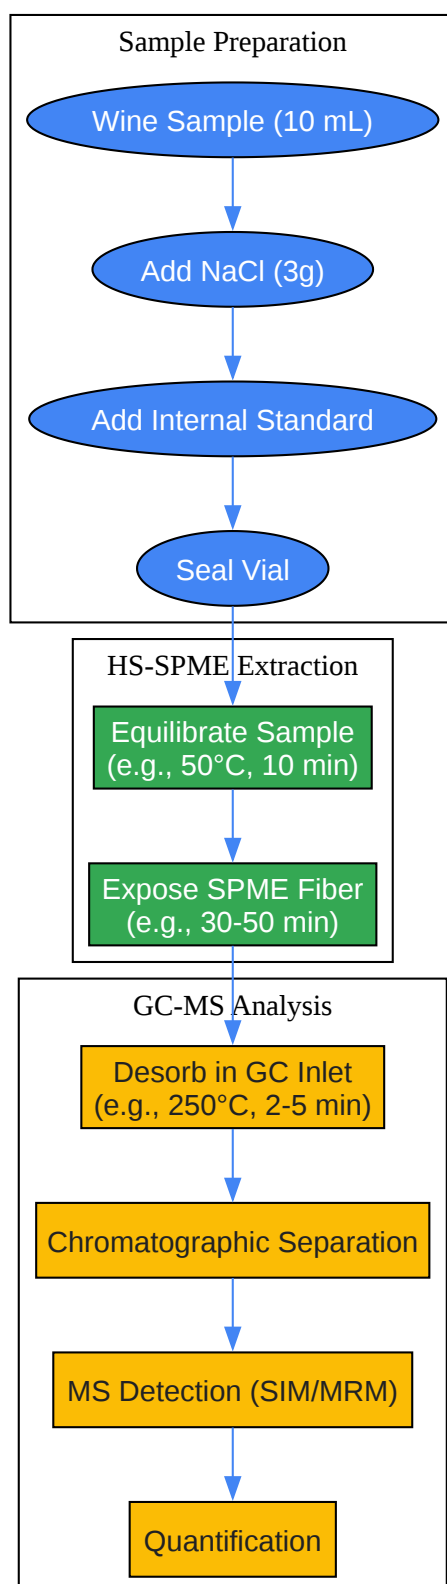 Sample Preparation
Wine Sample (10 mL)
Add NaCl (3g)
Add Internal Standard
Seal Vial
HS-SPME Extraction
Equilibrate Sample
(e.g., 50°C, 10 min)
Expose SPME Fiber
(e.g., 30-50 min)
GC-MS Analysis
Desorb in GC Inlet
(e.g., 250°C, 2-5 min)
Chromatographic Separation
MS Detection (SIM/MRM)
Quantification